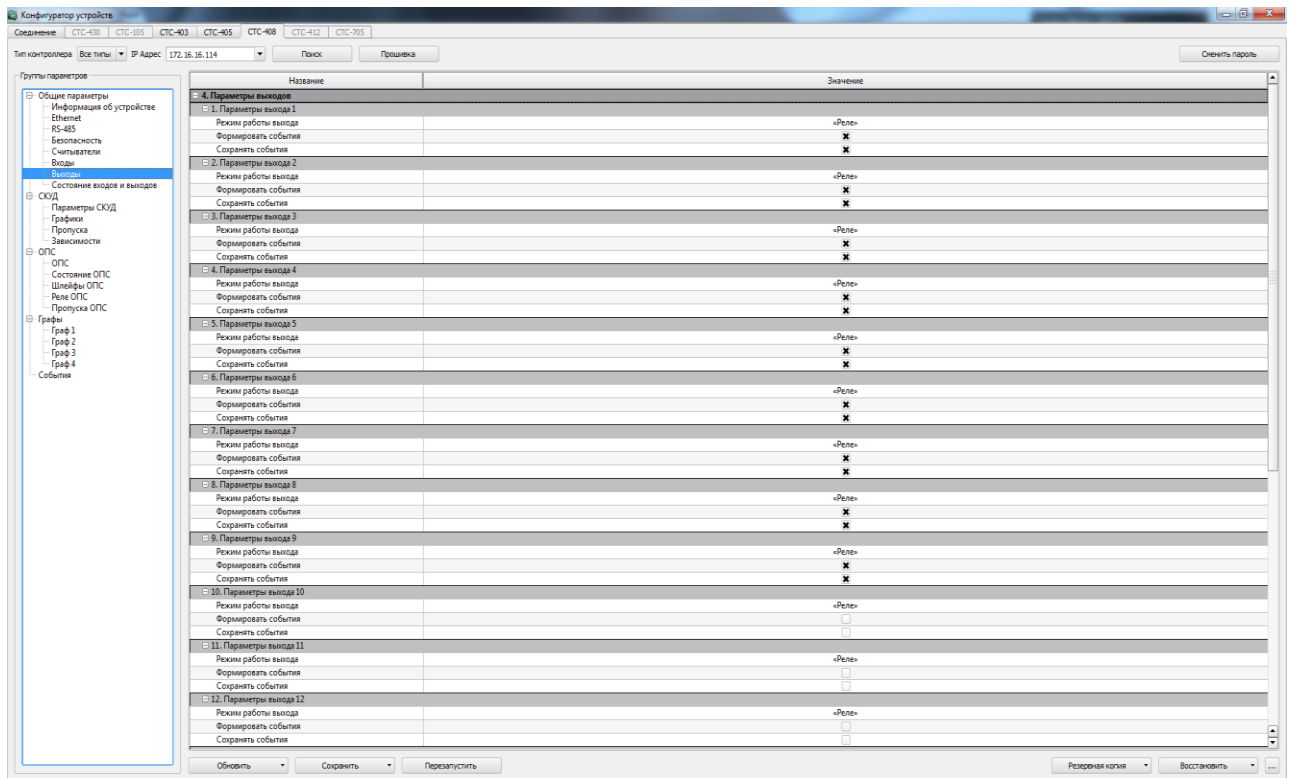 Конфигуратор устройств
Соединение СТС-430 СТС-105 СТС-403 СТС-405 СТС-408 СТС-412 СТС-705
Тип контроллера Все типы IP Адрес 172.16.16.114 Поиск Прошивка Сменить пароль
Группы параметров
Общие параметры
Информация об устройстве
Ethernet
RS-485
Безопасность
Считыватели
Входы
Выходы
Состояние входов и выходов
СКУД
Параметры СКУД
Графики
Пропуска
Зависимости
ОПС
ОПС
Состояние ОПС
Шлейфы ОПС
Реле ОПС
Пропуска ОПС
Графы
Граф 1
Граф 2
Граф 3
Граф 4
События
Название Значение
4. Параметры выходов
1. Параметры выхода 1
Режим работы выхода «Реле»
Формировать события
Сохранять события
2. Параметры выхода 2
Режим работы выхода «Реле»
Формировать события
Сохранять события
3. Параметры выхода 3
Режим работы выхода «Реле»
Формировать события
Сохранять события
4. Параметры выхода 4
Режим работы выхода «Реле»
Формировать события
Сохранять события
5. Параметры выхода 5
Режим работы выхода «Реле»
Формировать события
Сохранять события
6. Параметры выхода 6
Режим работы выхода «Реле»
Формировать события
Сохранять события
7. Параметры выхода 7
Режим работы выхода «Реле»
Формировать события
Сохранять события
8. Параметры выхода 8
Режим работы выхода «Реле»
Формировать события
Сохранять события
9. Параметры выхода 9
Режим работы выхода «Реле»
Формировать события
Сохранять события
10. Параметры выхода 10
Режим работы выхода «Реле»
Формировать события
Сохранять события
11. Параметры выхода 11
Режим работы выхода «Реле»
Формировать события
Сохранять события
12. Параметры выхода 12
Режим работы выхода «Реле»
Формировать события
Сохранять события
Обновить Сохранить Перезапустить Резервная копия Восстановить ...